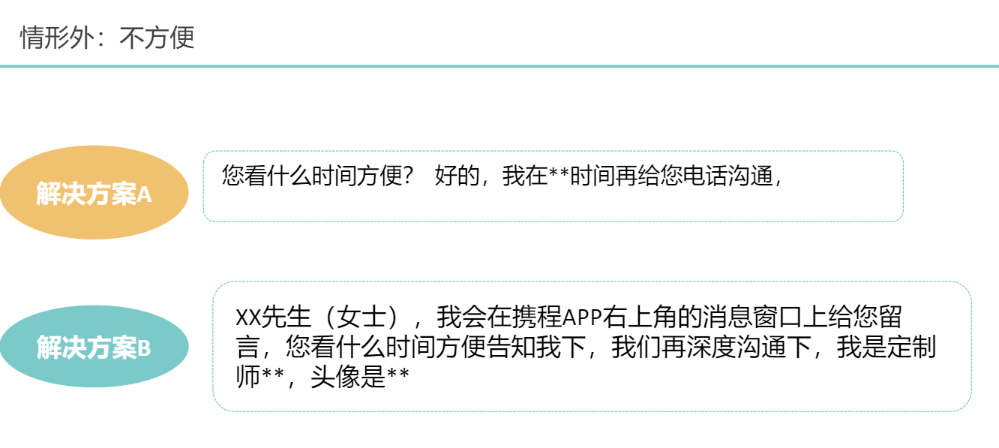 情形外：不方便
解决方案A
您看什么时间方便？ 好的，我在**时间再给您电话沟通，
解决方案B
XX先生（女士），我会在携程APP右上角的消息窗口上给您留
言，您看什么时间方便告知我下，我们再深度沟通下，我是定制
师**，头像是**